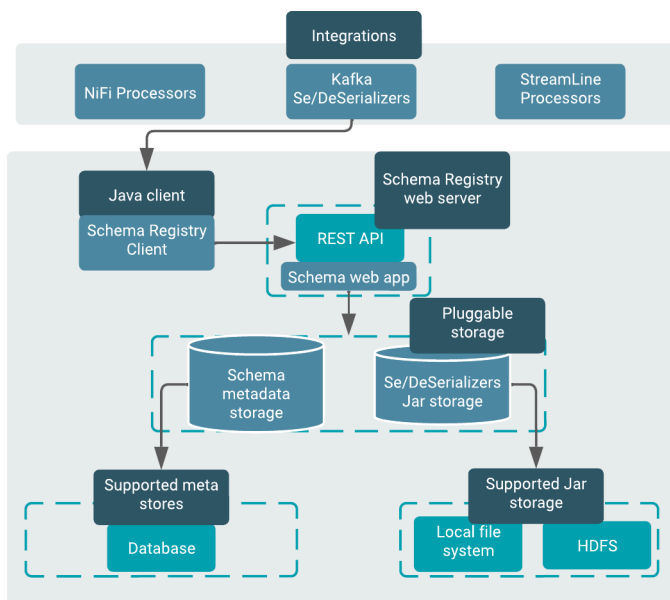 Integrations
NiFi Processors
Kafka
Se/DeSerializers
StreamLine
Processors
Java client
Schema Registry
Client
Schema Registry
web server
REST API
Schema web app
Pluggable
storage
Schema
metadata
storage
Se/DeSerializers
Jar storage
Supported meta
stores
Database
Supported Jar
storage
Local file
system
HDFS